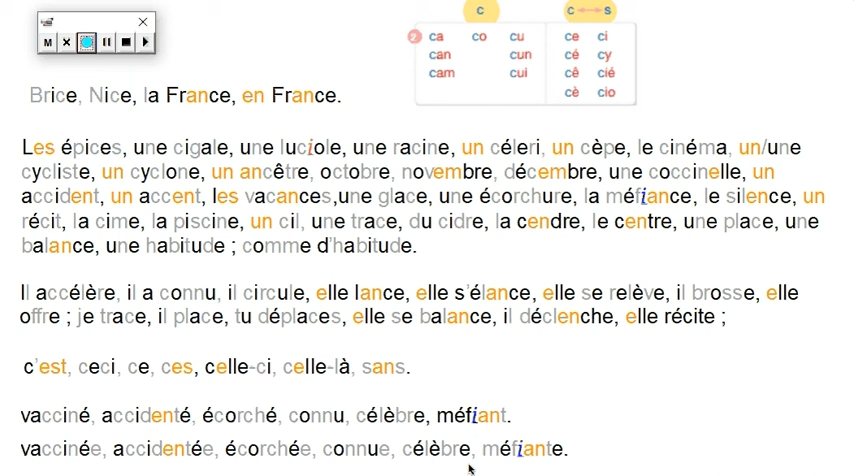 M
c
c s
2 ca co cu ce ci
can cun cé cy
cam cui cê cié
cè cio
Brice, Nice, la France, en France.
Les épices, une cigale, une luciole, une racine, un céleri, un cèpe, le cinéma, un/une
cycliste, un cyclone, un ancêtre, octobre, novembre, décembre, une coccinelle, un
accident, un accent, les vacances,une glace, une écorchure, la méfiance, le silence, un
récit, la cime, la piscine, un cil, une trace, du cidre, la cendre, le centre, une place, une
balance, une habitude ; comme d'habitude.
Il accélère, il a connu, il circule, elle lance, elle s'élance, elle se relève, il brosse, elle
offre ; je trace, il place, tu déplaces, elle se balance, il déclenche, elle récite ;
c'est, ceci, ce, ces, celle-ci, celle-là, sans.
vacciné, accidenté, écorché, connu, célèbre, méfiant.
vaccinée, accidentée, écorchée, connue, célèbre, méfiante.